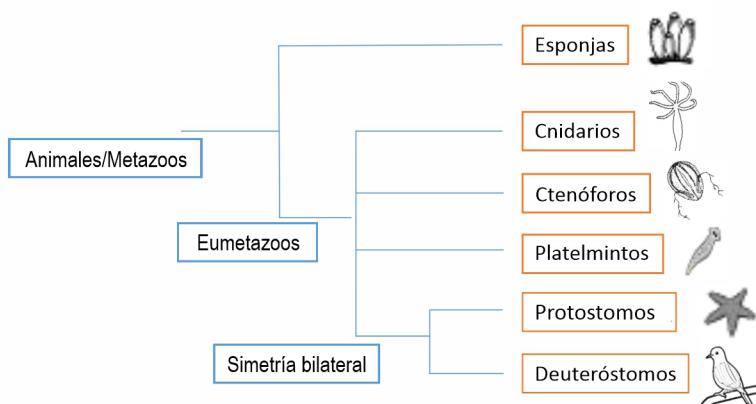 Esponjas
Cnidarios
Animales/Metazoos
Ctenóforos
Eumetazoos
Platelmintos
Protostomos
Simetría bilateral
Deuteróstomos